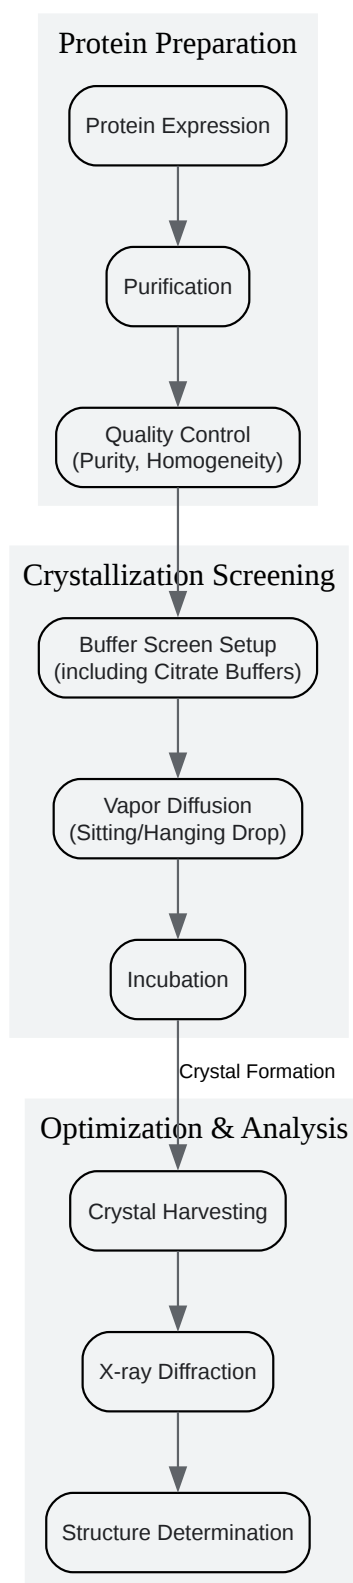 Protein Preparation
Protein Expression
Purification
Quality Control
(Purity, Homogeneity)
Crystallization Screening
Buffer Screen Setup
(including Citrate Buffers)
Vapor Diffusion
(Sitting/Hanging Drop)
Incubation
Crystal Formation
Optimization & Analysis
Crystal Harvesting
X-ray Diffraction
Structure Determination